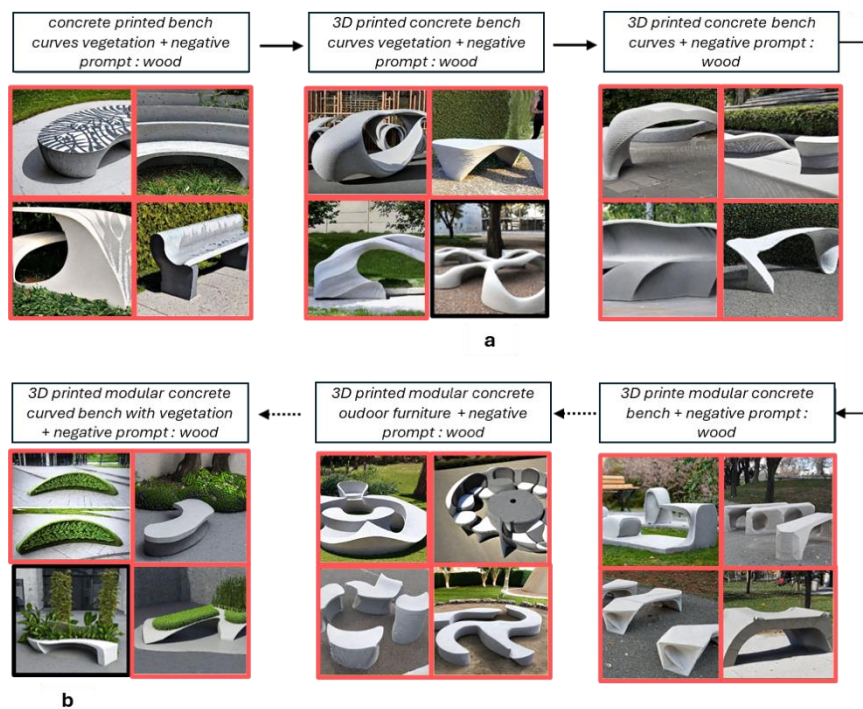 concrete printed bench
curves vegetation + negative
prompt : wood
3D printed concrete bench
curves vegetation + negative
prompt : wood
3D printed concrete bench
curves + negative prompt :
wood
a
3D printed modular concrete
curved bench with vegetation
+ negative prompt : wood
3D printed modular concrete
oudoor furniture + negative
prompt : wood
3D printe modular concrete
bench + negative prompt :
wood
b